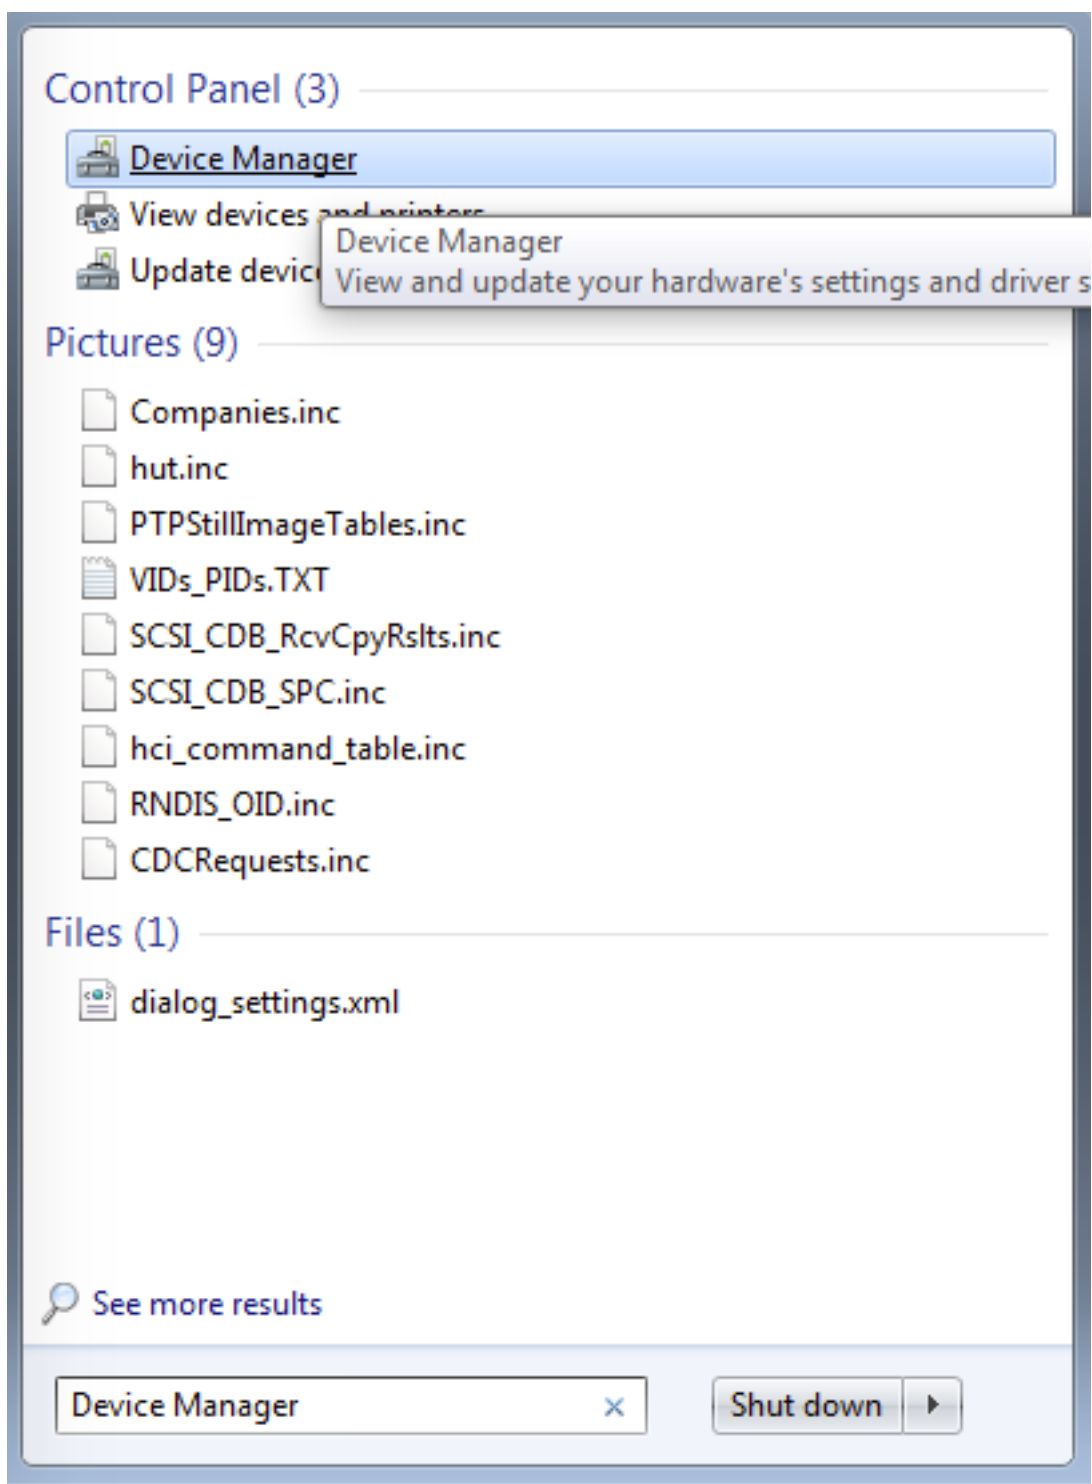 Control Panel (3)
Device Manager
View devices and printers
Device Manager
Update devic
View and update your hardware's settings and driver s
Pictures (9)
Companies.inc
hut.inc
PTPStillImageTables.inc
VIDs_PIDs.TXT
SCSI_CDB_RcvCpyRslts.inc
SCSI_CDB_SPC.inc
hci_command_table.inc
RNDIS_OID.inc
CDCRequests.inc
Files (1)
dialog_settings.xml
See more results
Device Manager
Shut down